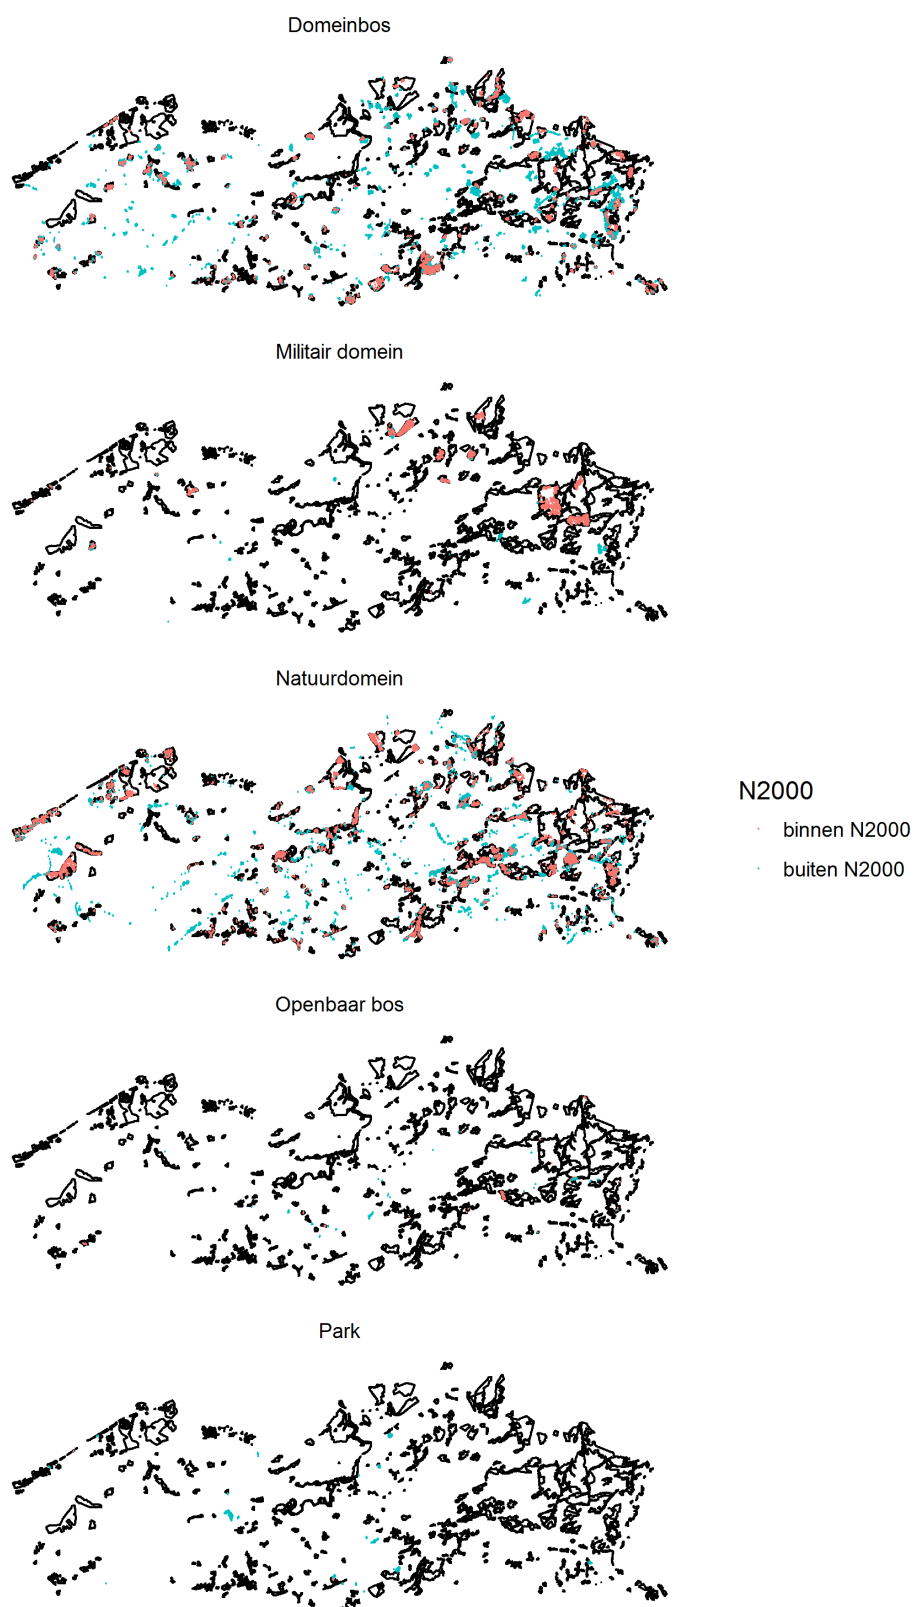 Domeinbos
Militair domein
Natuurdomein
N2000
binnen N2000
buiten N2000
Openbaar bos
Park